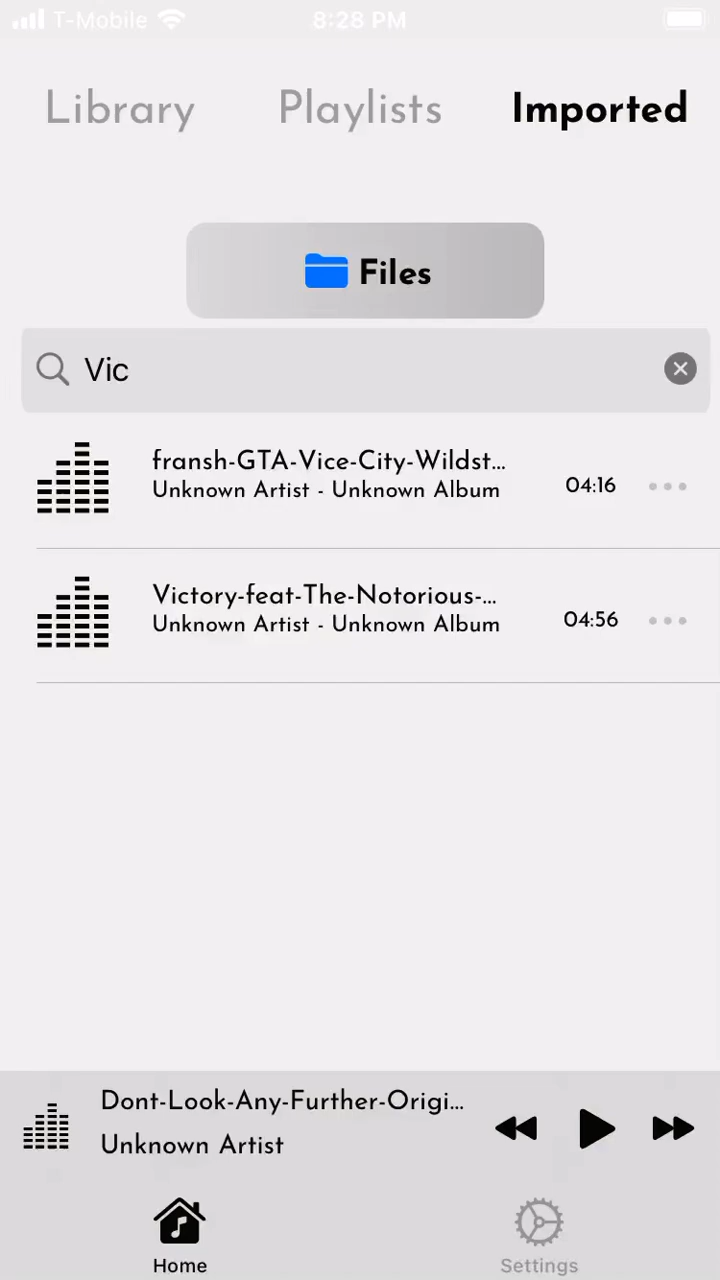 T-Mobile 8:28 PM
Library Playlists Imported
Files
Vic
fransh-GTA-Vice-City-Wildst...
Unknown Artist - Unknown Album
04:16
Victory-feat-The-Notorious-...
Unknown Artist - Unknown Album
04:56
Dont-Look-Any-Further-Origi...
Unknown Artist
Home Settings